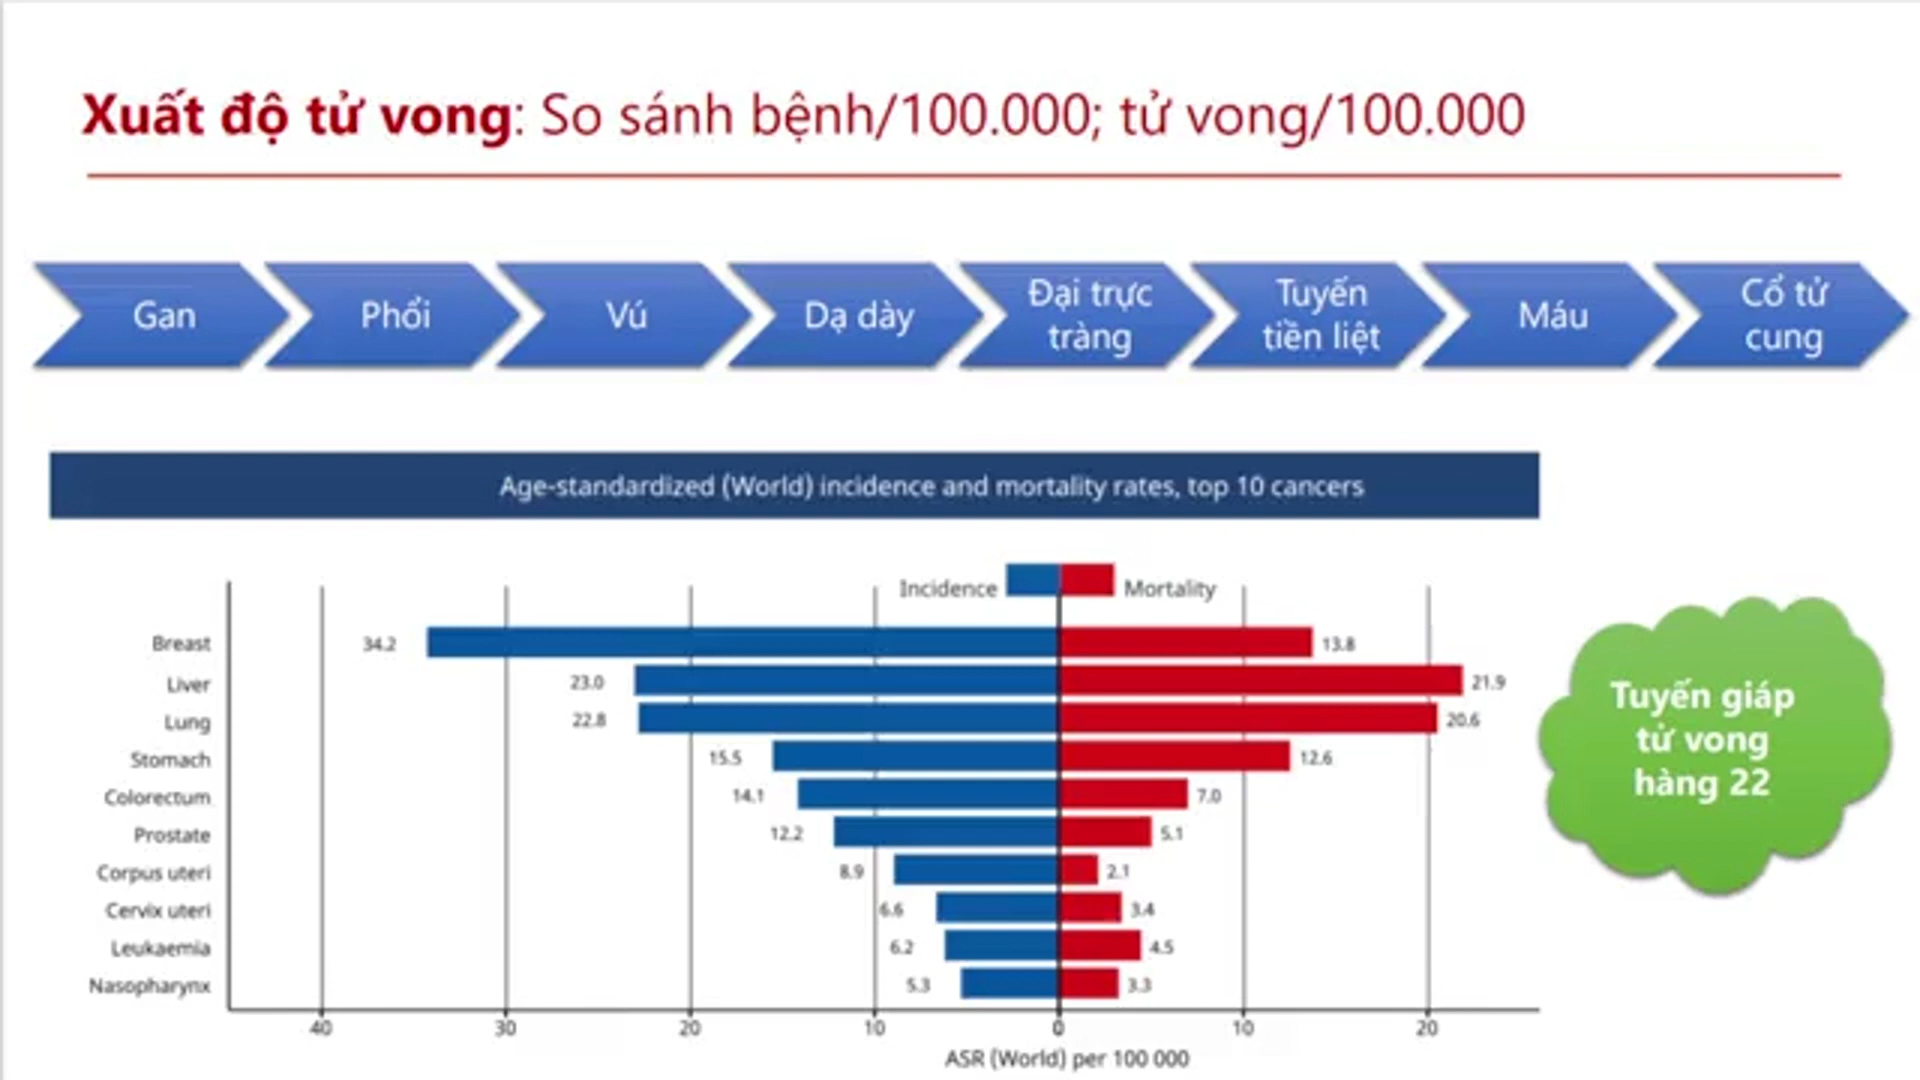 Xuất độ tử vong: So sánh bệnh/100.000; tử vong/100.000
Gan
Phổi
Vú
Dạ dày
Đại trực
tràng
Tuyến
tiền liệt
Máu
Cổ tử
cung
Age-standardized (World) incidence and mortality rates, top 10 cancers
Incidence Mortality
Breast 34.2 13.8
Liver 23.0 21.9
Lung 22.8 20.6
Stomach 15.5 12.6
Colorectum 14.1 7.0
Prostate 12.2 5.1
Corpus uteri 8.9 2.1
Cervix uteri 6.6 3.4
Leukaemia 6.2 4.5
Nasopharynx 5.3 3.3
40 30 20 10 0 10 20
ASR (World) per 100 000
Tuyến giáp
tử vong
hàng 22